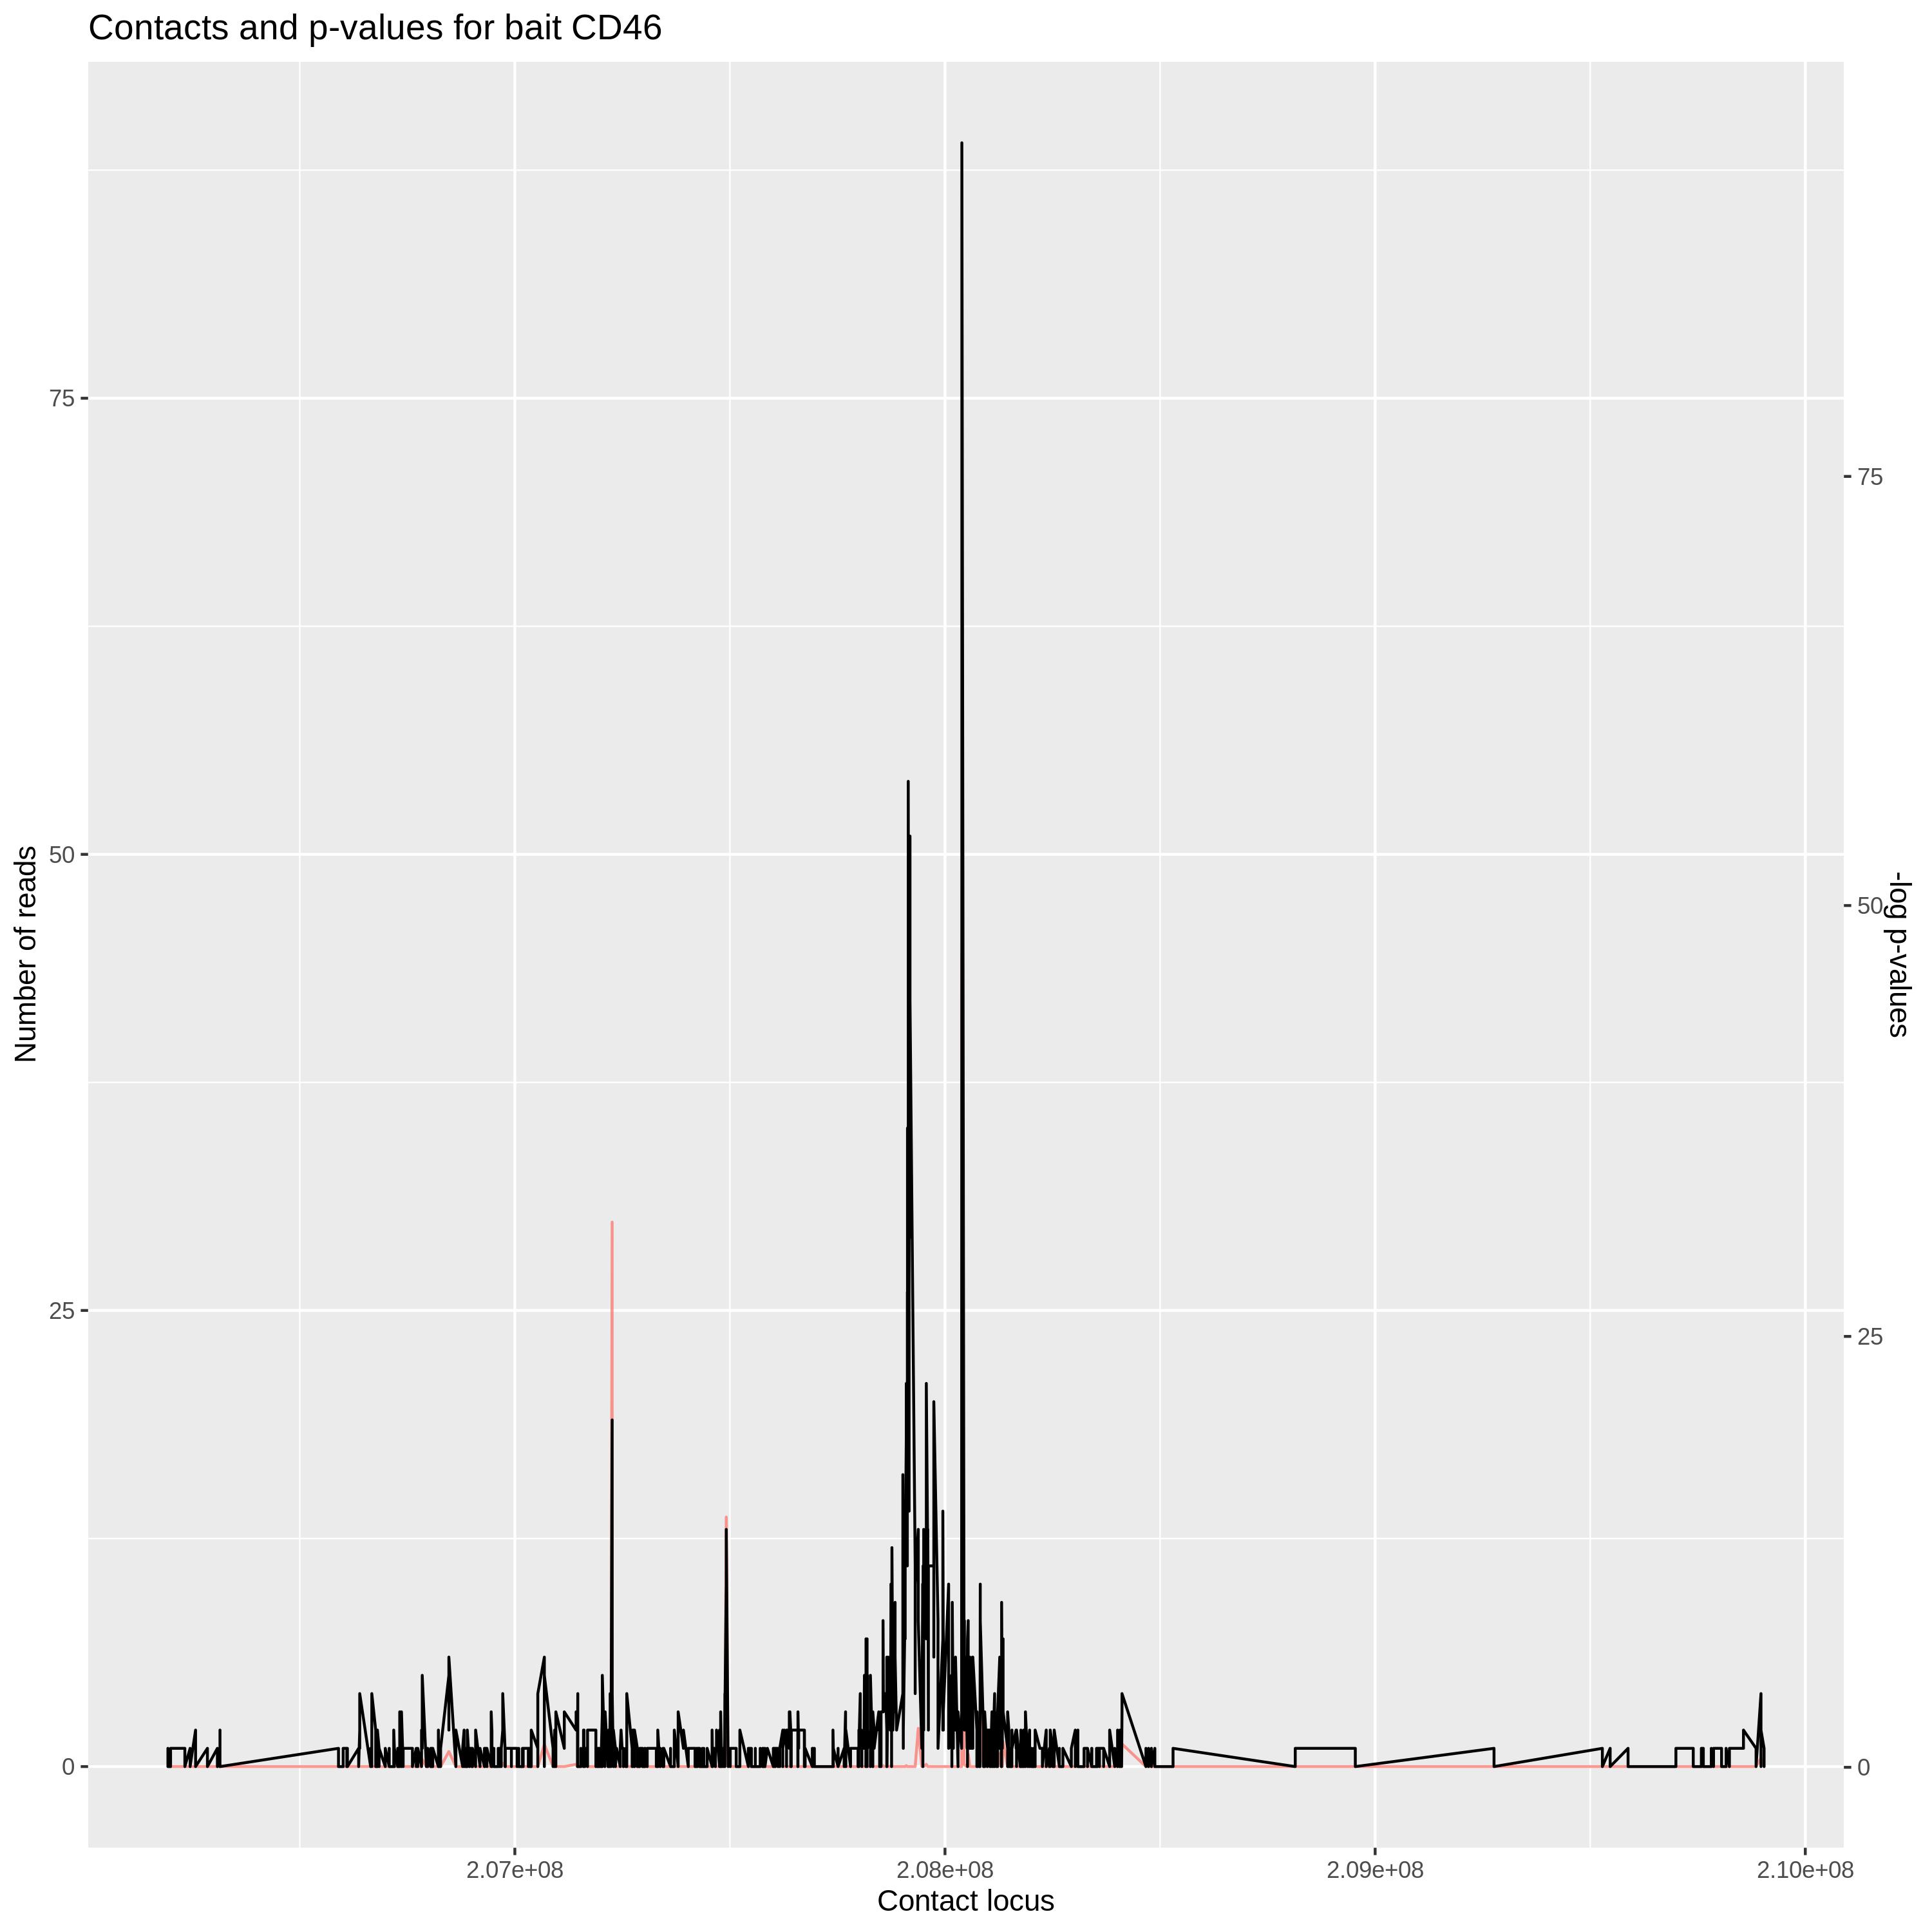 Contacts and p-values for bait CD46
75
50
25
0
Number of reads
75
50
25
0
-log p-values
2.07e+08 2.08e+08 2.09e+08 2.10e+08
Contact locus